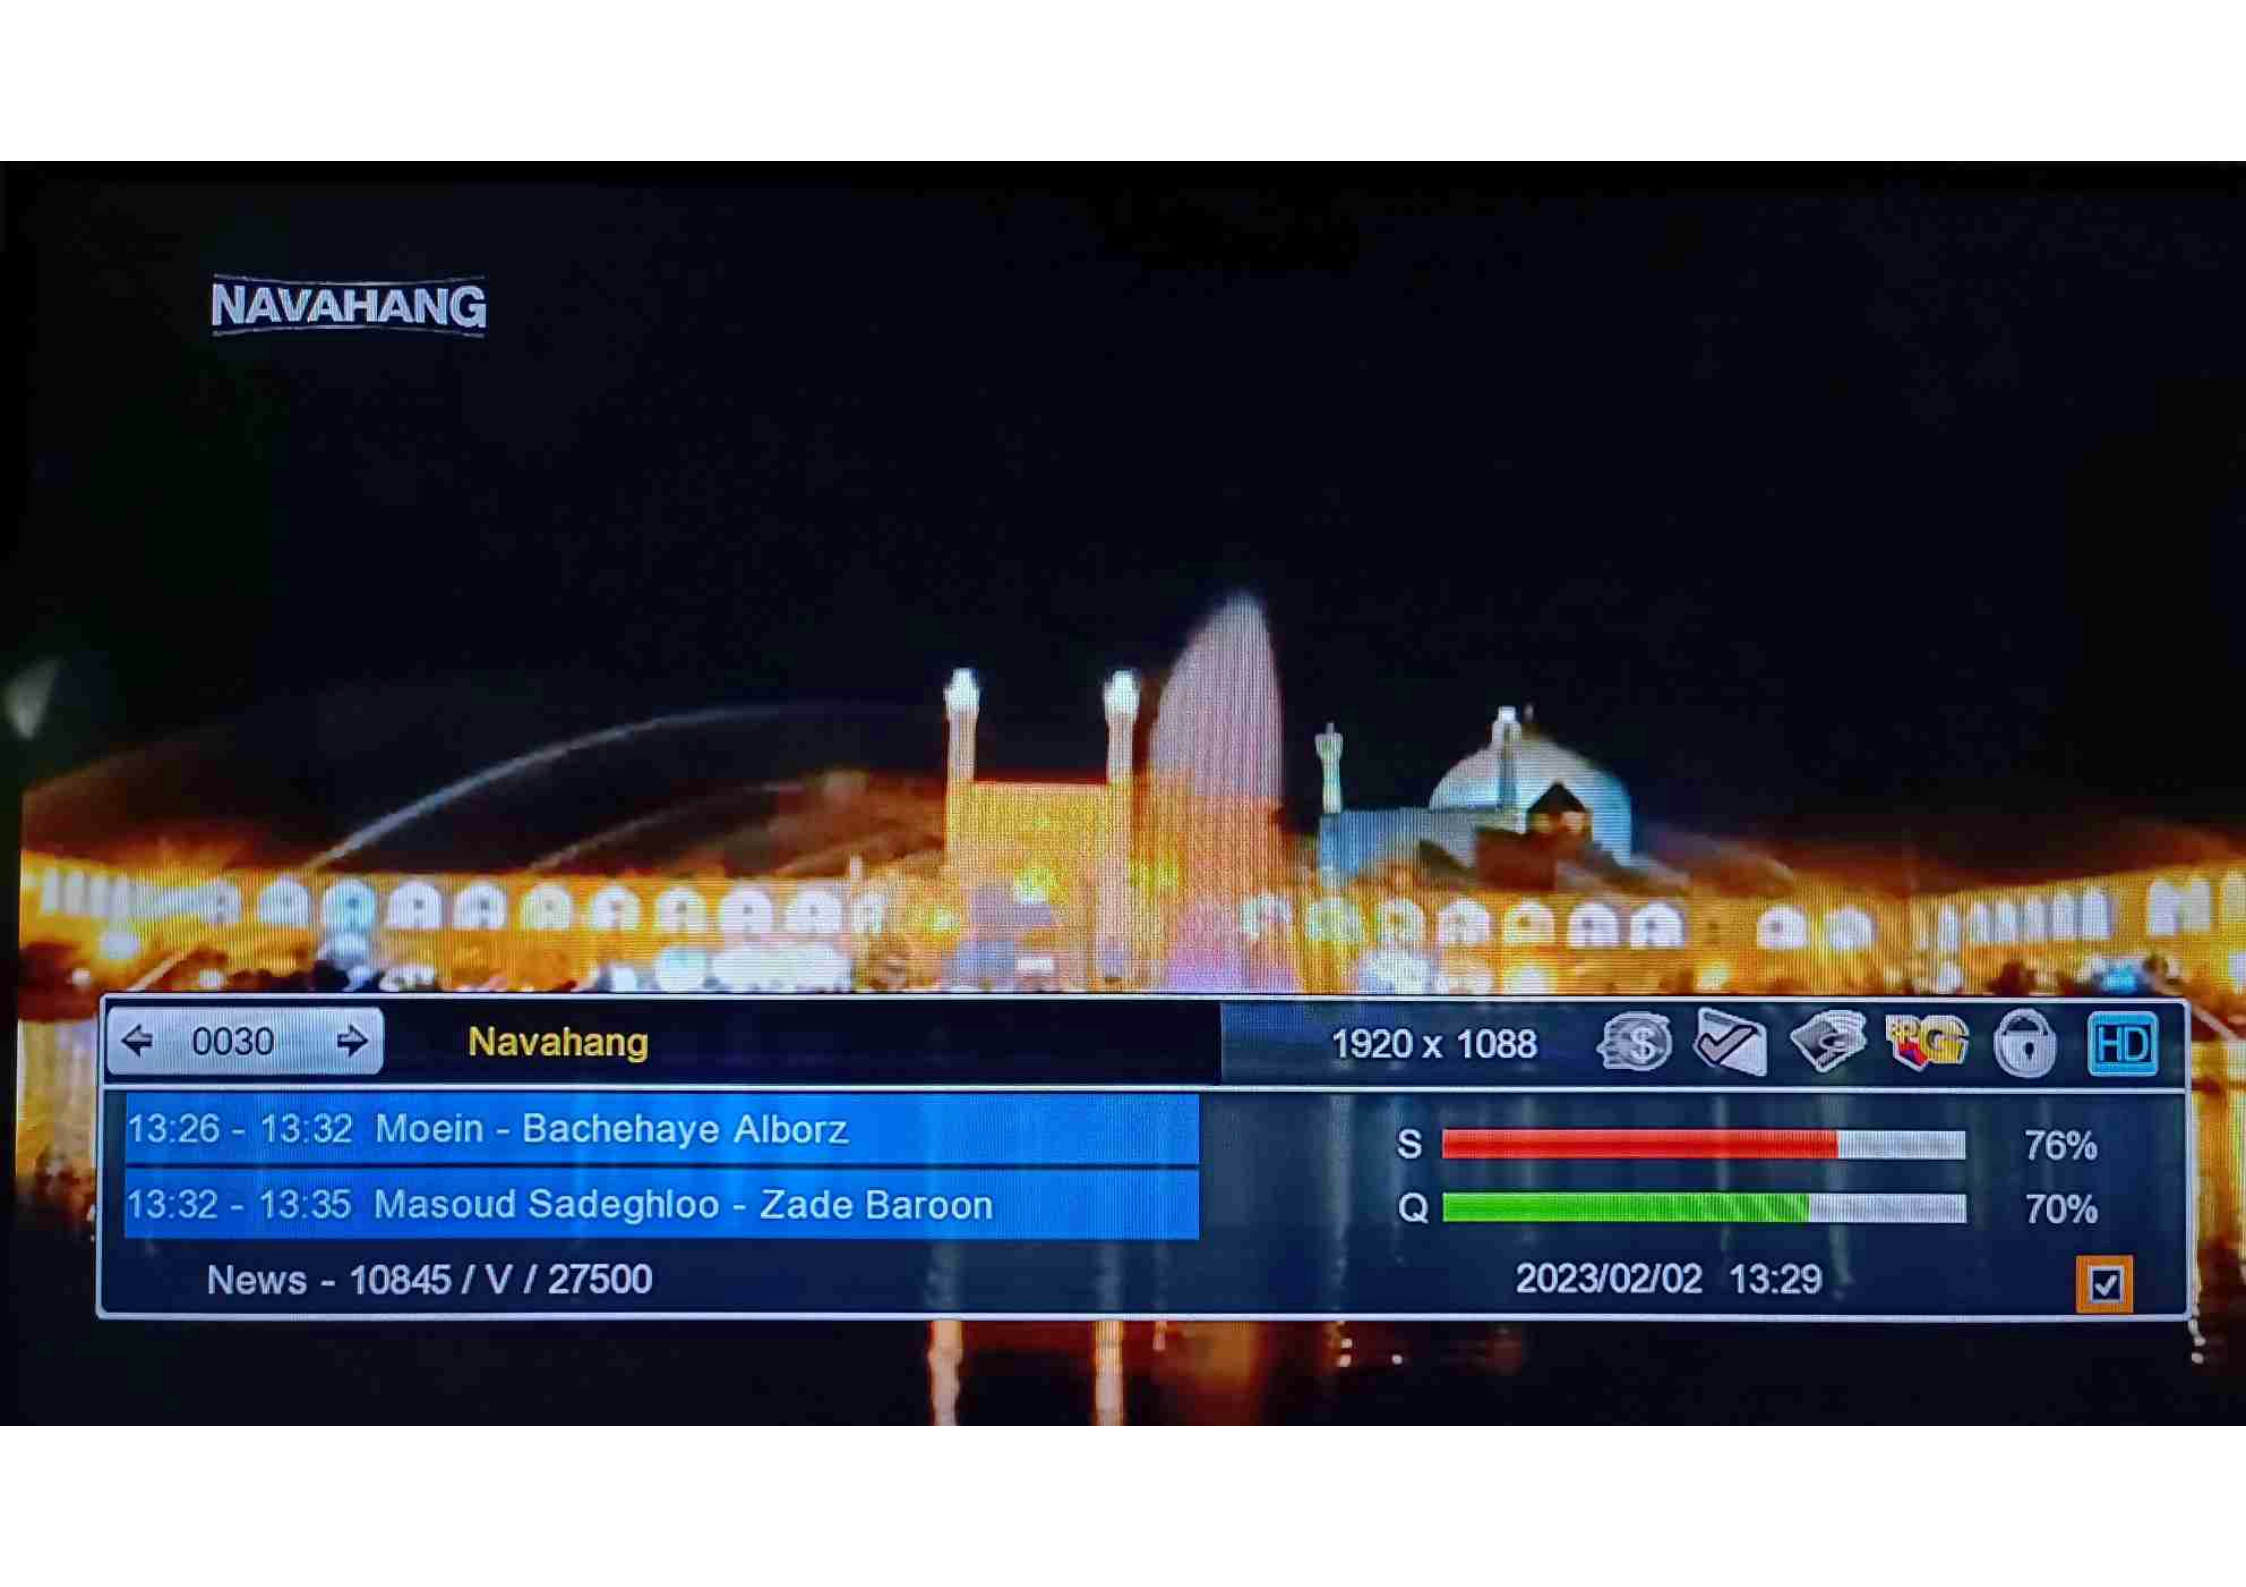 NAVAHANG
0030 Navahang 1920 x 1088 HD
13:26 - 13:32 Moein - Bachehaye Alborz
S 76%
13:32 - 13:35 Masoud Sadeghloo - Zade Baroon
Q 70%
News - 10845 / V / 27500 2023/02/02 13:29